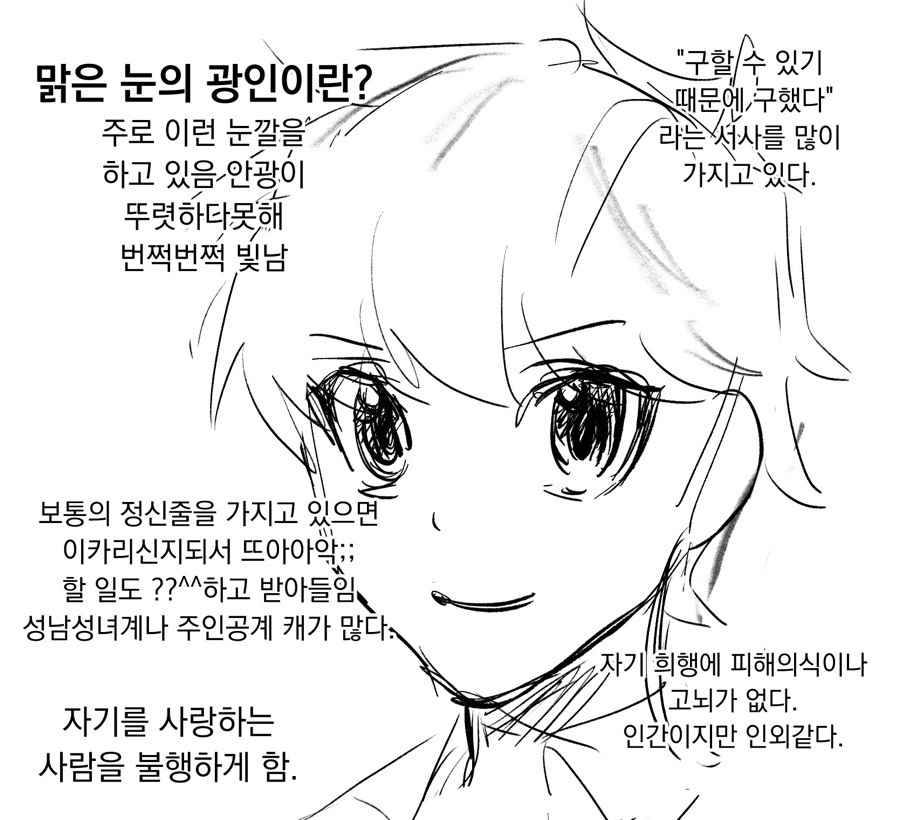 맑은 눈의 광인이란?
주로 이런 눈깔을
하고 있음 안광이
뚜렷하다못해
번쩍번쩍 빛남
"구할 수 있기
때문에 구했다"
라는 서사를 많이
가지고 있다.
보통의 정신줄을 가지고 있으면
이카리신지되서 뜨아아악;;
할 일도 ??^^하고 받아들임
성남성녀계나 주인공계 캐가 많다.
자기 희행에 피해의식이나
고뇌가 없다.
인간이지만 인외같다.
자기를 사랑하는
사람을 불행하게 함.